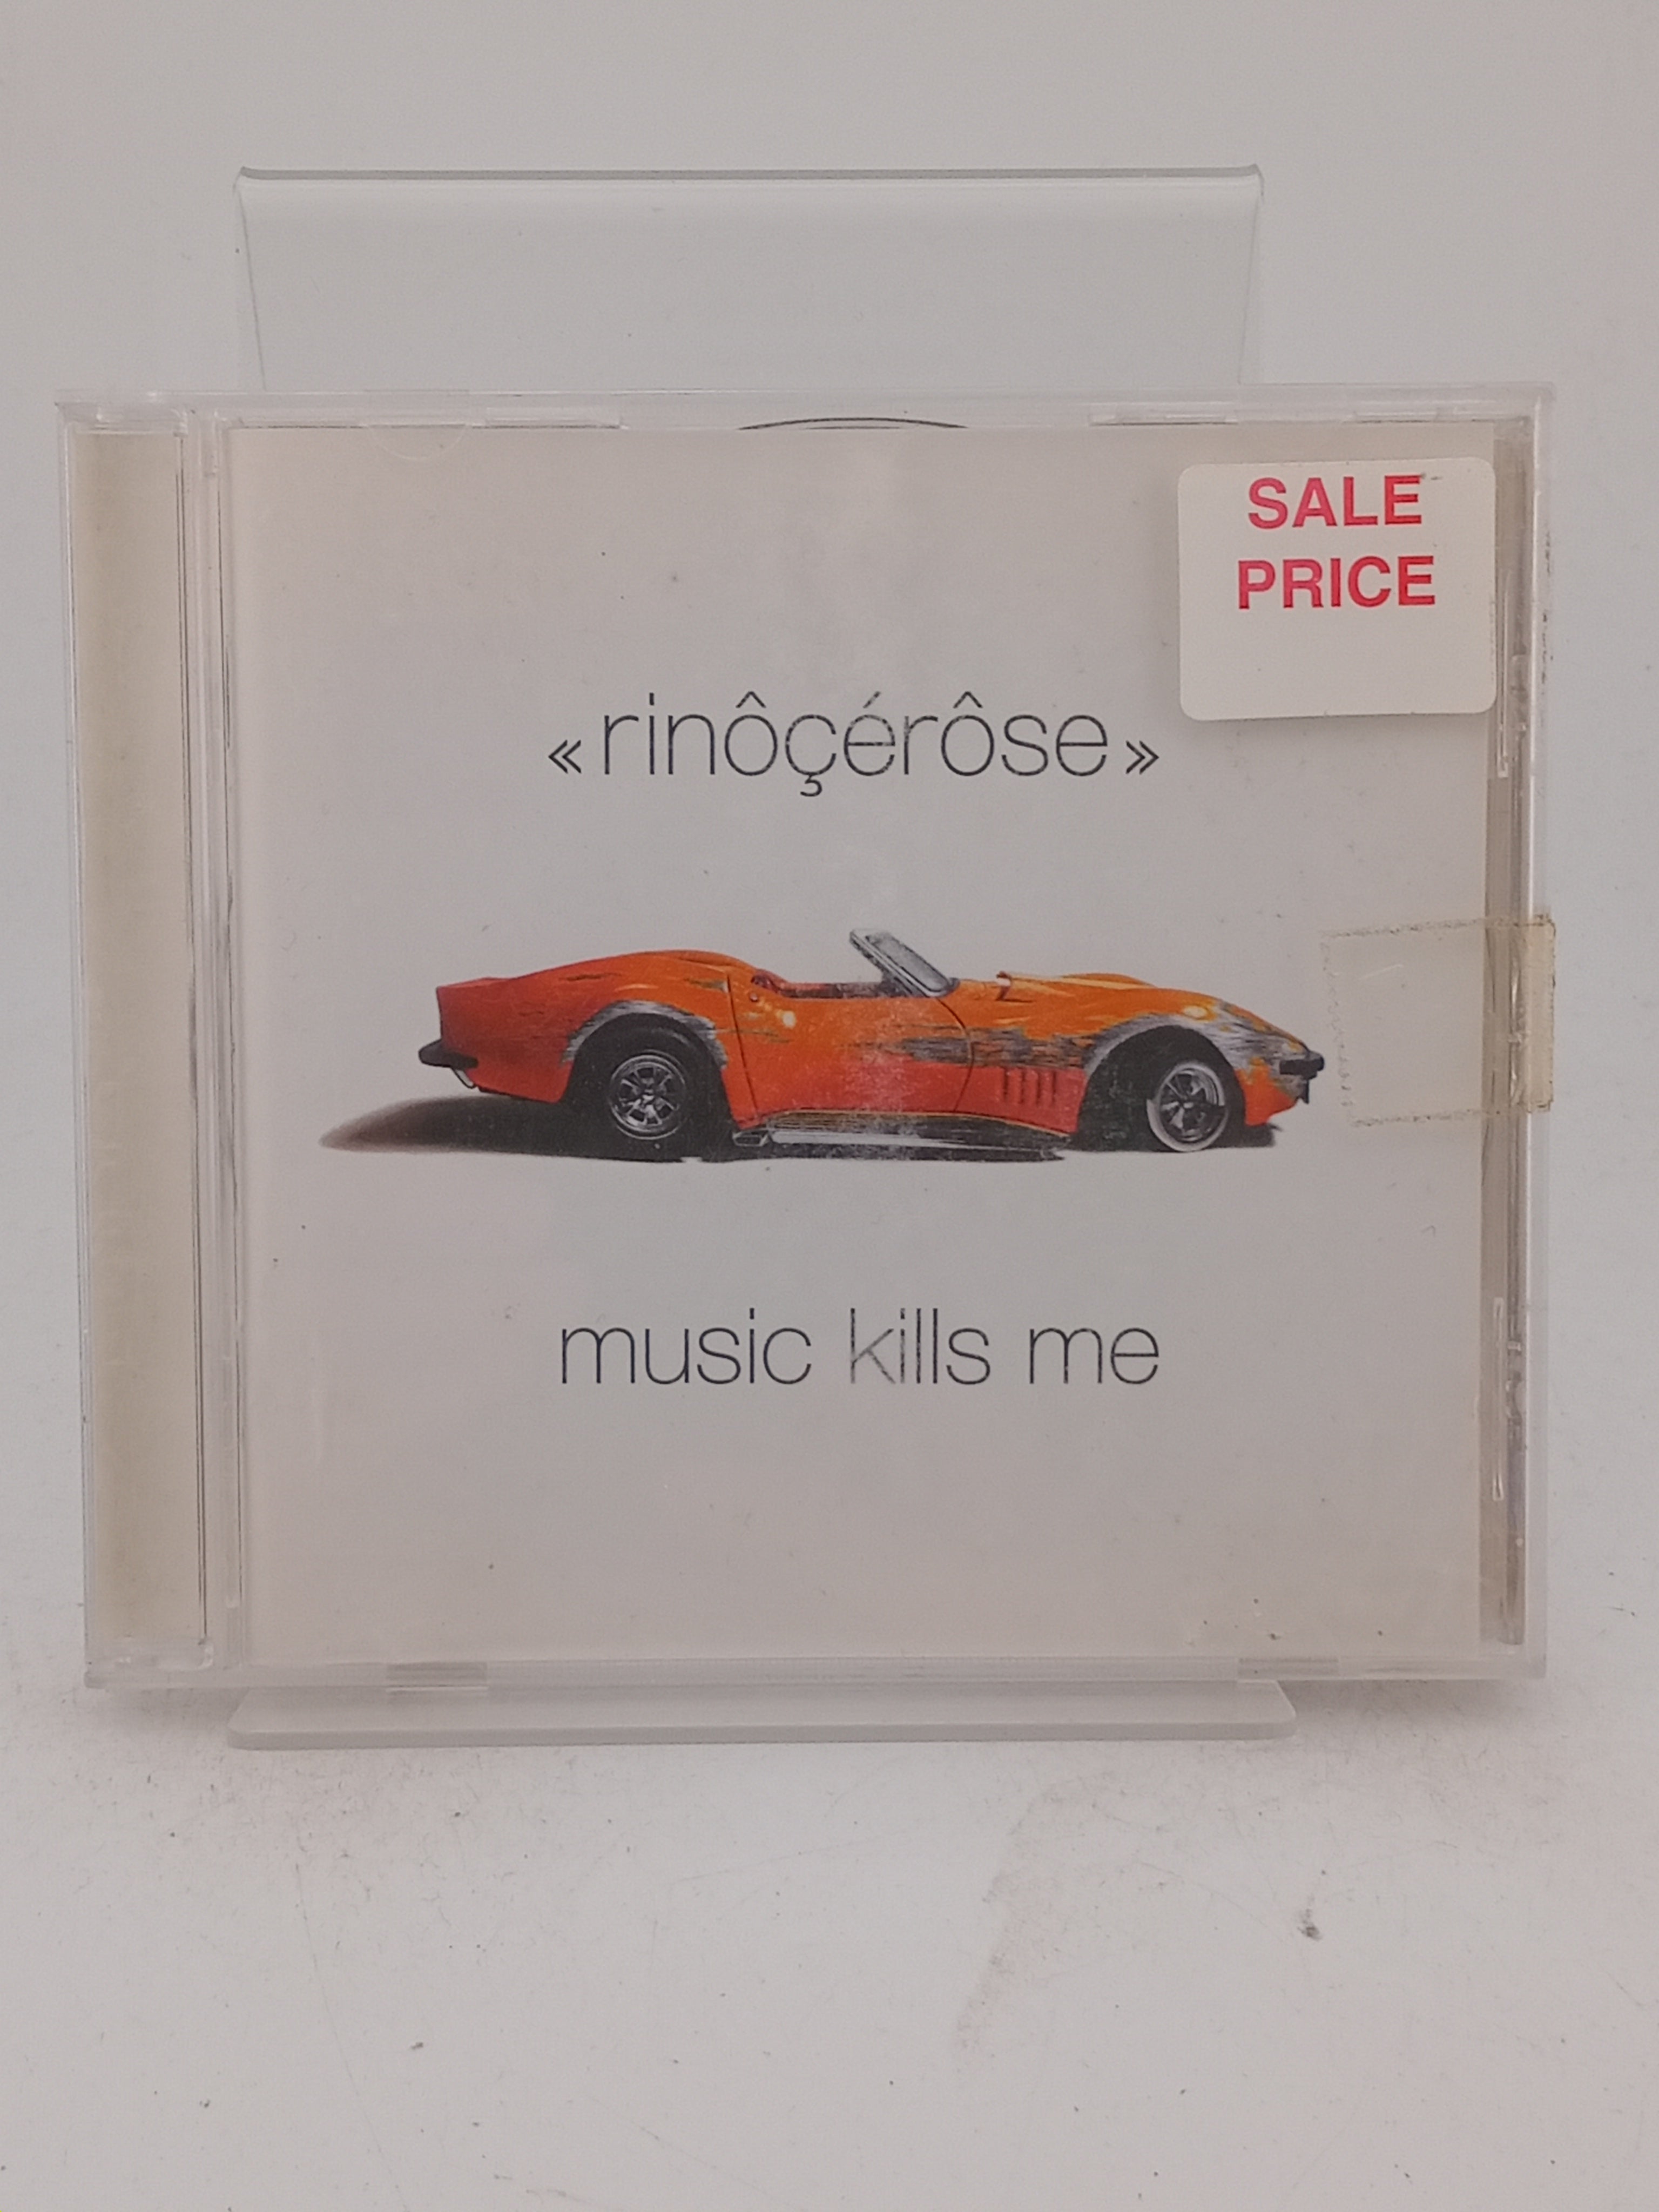 SALE
PRICE
«rinôçérôse»
music kills me